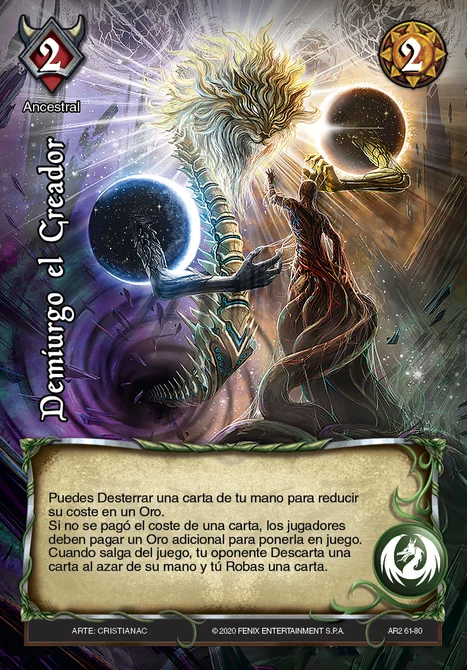 2
2
Ancestral
Demiurgo el Creador
Puedes Desterrar una carta de tu mano para reducir
su coste en un Oro.
Si no se pagó el coste de una carta, los jugadores
deben pagar un Oro adicional para ponerla en juego.
Cuando salga del juego, tu oponente Descarta una
carta al azar de su mano y tú Robas una carta.
ARTE: CRISTIANAC
© 2020 FENIX ENTERTAINMENT S.P.A.
AR2 61-80